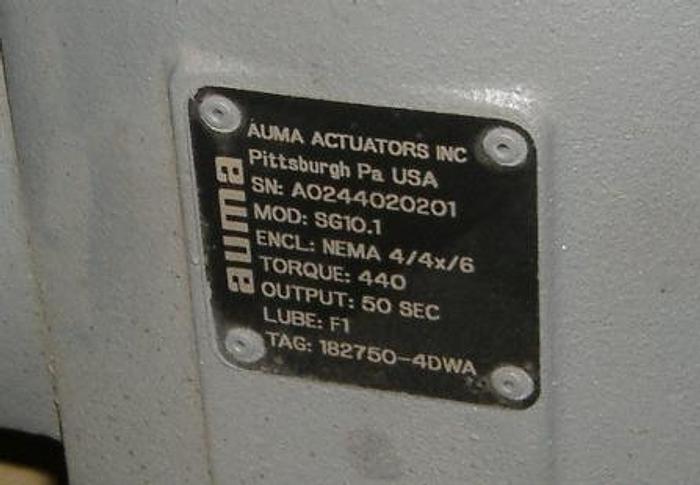 auma
AUMA ACTUATORS INC
Pittsburgh Pa USA
SN: A0244020201
MOD: SG10.1
ENCL: NEMA 4/4x/6
TORQUE: 440
OUTPUT: 50 SEC
LUBE: F1
TAG: 182750-4DWA